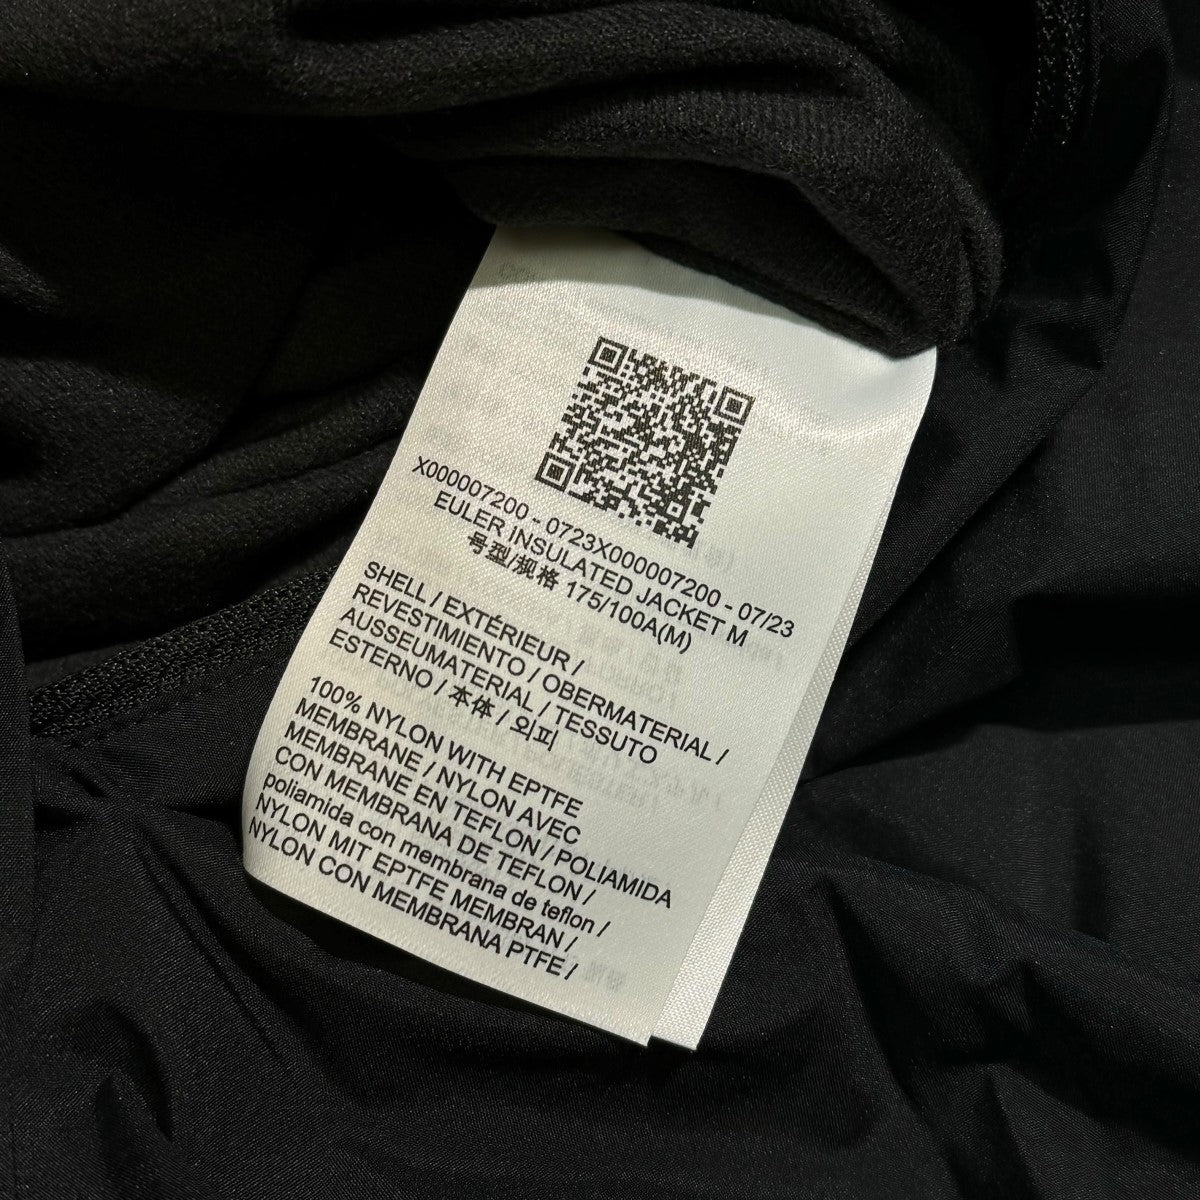 X000007200 - 0723X000007200 - 07/23
EULER INSULATED JACKET M
号型/规格 175/100A(M)
SHELL / EXTÉRIEUR /
REVESTIMIENTO / OBERMATERIAL /
AUSSEUMATERIAL / TESSUTO
ESTERNO / 本体 / 외피
100% NYLON WITH EPTFE
MEMBRANE / NYLON AVEC
MEMBRANE EN TEFLON / POLIAMIDA
CON MEMBRANA DE TEFLON /
poliamida con membrana de teflon /
NYLON MIT EPTFE MEMBRAN /
NYLON CON MEMBRANA PTFE /